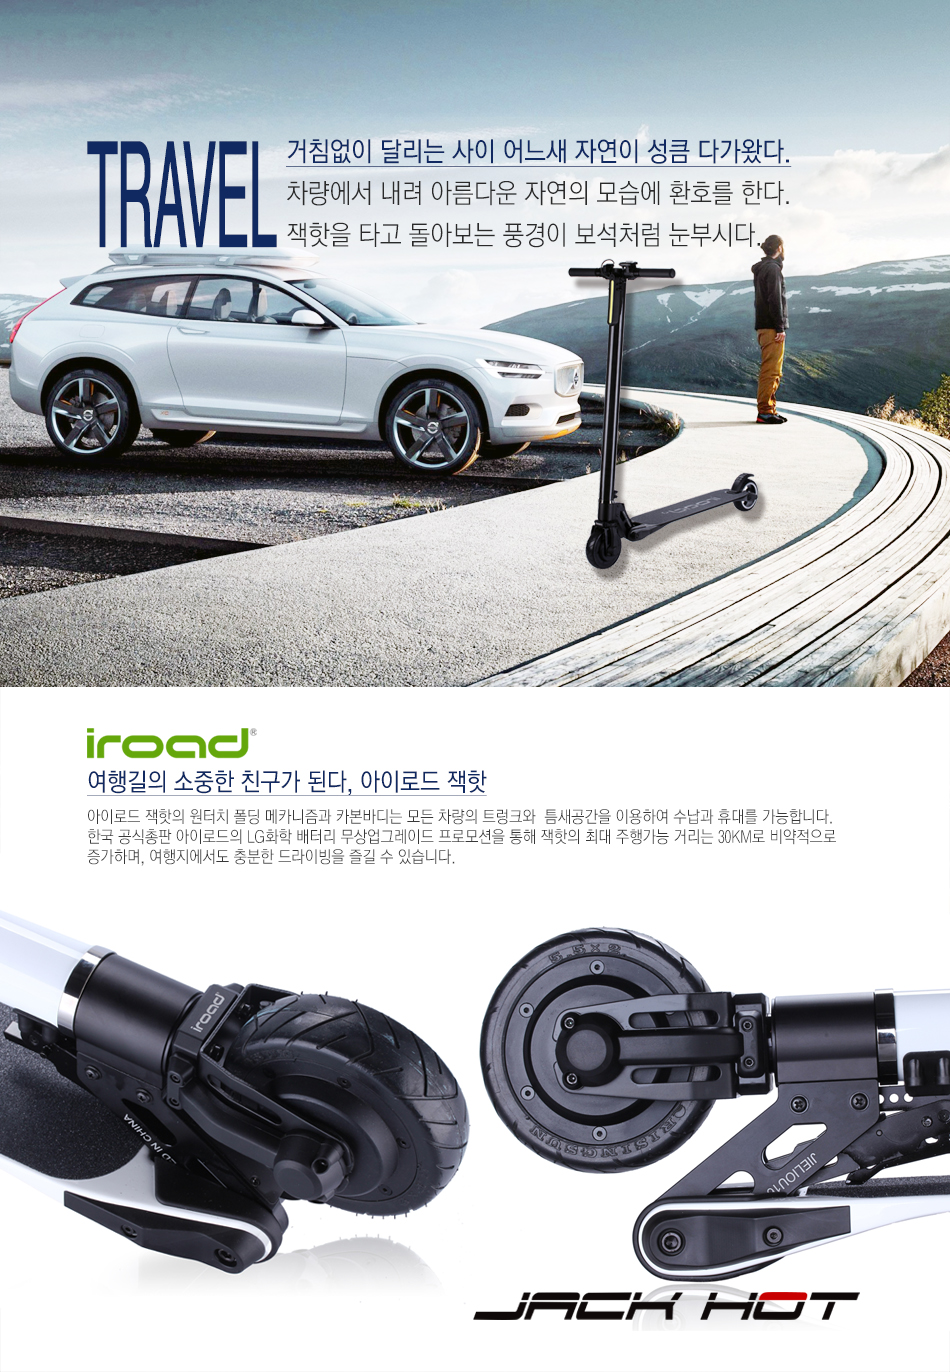 TRAVEL
거침없이 달리는 사이 어느새 자연이 성큼 다가왔다.
차량에서 내려 아름다운 자연의 모습에 환호를 한다.
잭핫을 타고 돌아보는 풍경이 보석처럼 눈부시다.
iroad®
여행길의 소중한 친구가 된다, 아이로드 잭핫
아이로드 잭핫의 원터치 폴딩 메카니즘과 카본바디는 모든 차량의 트렁크와 틈새공간을 이용하여 수납과 휴대를 가능합니다.
한국 공식총판 아이로드의 LG화학 배터리 무상업그레이드 프로모션을 통해 잭핫의 최대 주행가능 거리는 30KM로 비약적으로
증가하며, 여행지에서도 충분한 드라이빙을 즐길 수 있습니다.
iroad
D IN CHINA
5.5X2
ARISINGSUN
JIELIOU
JACK HOT